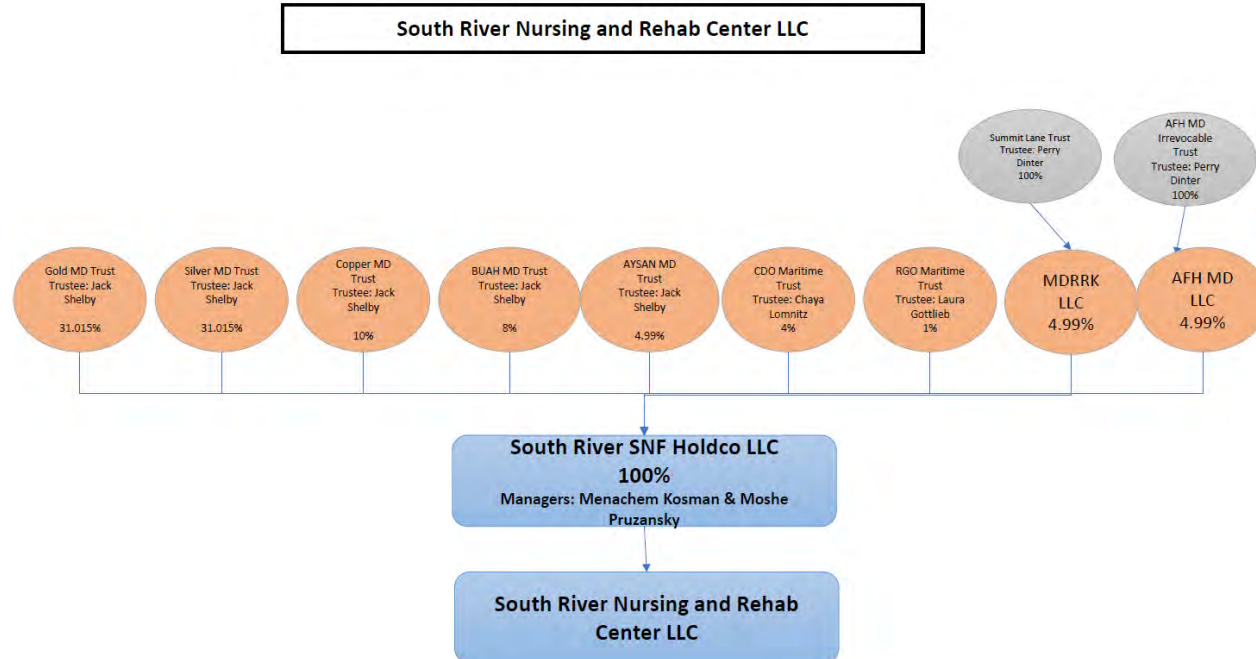 South River Nursing and Rehab Center LLC
Summit Lane Trust
Trustee: Perry
Dinter
100%
AFH MD
Irrevocable
Trust
Trustee: Perry
Dinter
100%
Gold MD Trust
Trustee: Jack
Shelby
31.015%
Silver MD Trust
Trustee: Jack
Shelby
31.015%
Copper MD
Trust
Trustee: Jack
Shelby
10%
BUAH MD Trust
Trustee: Jack
Shelby
8%
AYSAN MD
Trust
Trustee: Jack
Shelby
4.99%
CDO Maritime
Trust
Trustee: Chaya
Lomnitz
4%
RGO Maritime
Trust
Trustee: Laura
Gottlieb
1%
MDRRK
LLC
4.99%
AFH MD
LLC
4.99%
South River SNF Holdco LLC
100%
Managers: Menachem Kosman & Moshe
Pruzansky
South River Nursing and Rehab
Center LLC